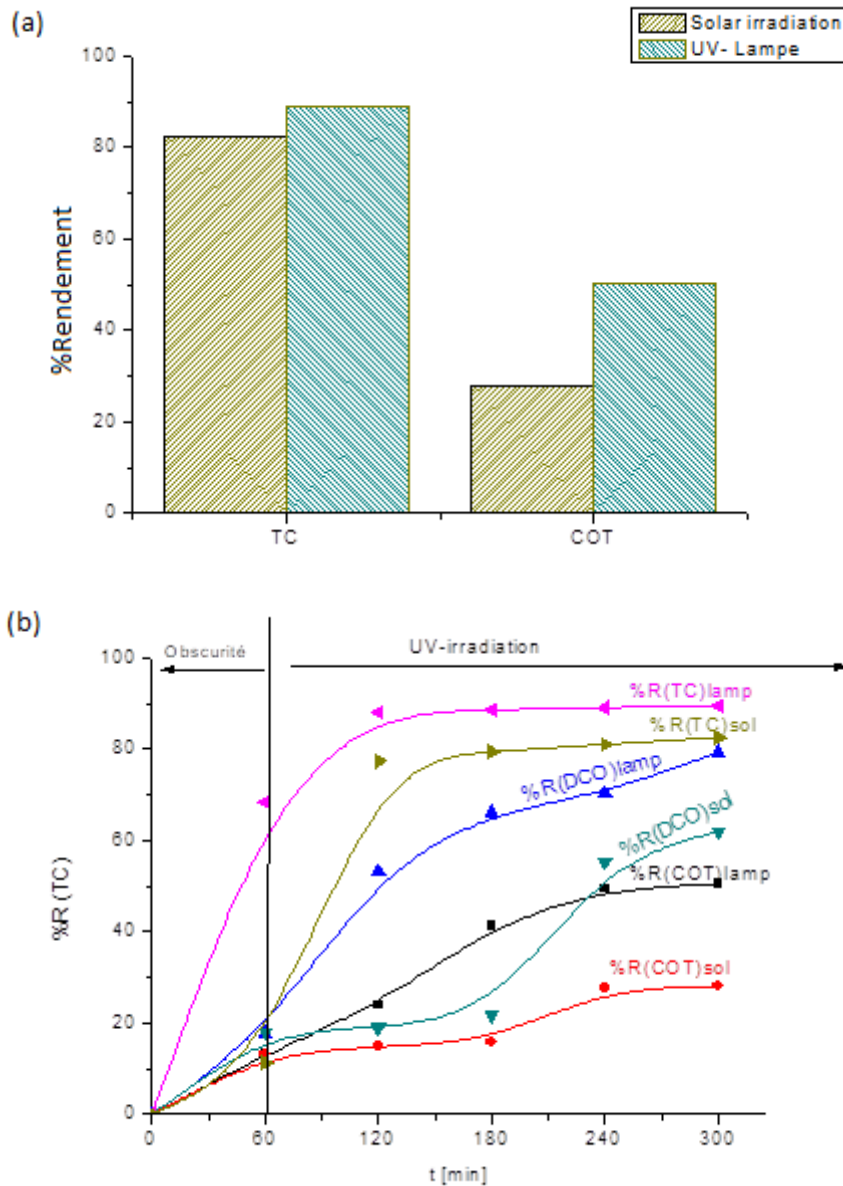 (a)
Solar irradiation
UV- Lampe
100
80
60
40
20
0
%Rendement
TC COT
(b)
Obscurité UV-irradiation
100
80
60
40
20
0
%R (TC)
%R(TC)lamp
%R(TC)sol
%R(DCO)lamp
%R(DCO)sol
%R(COT)lamp
%R(COT)sol
0 60 120 180 240 300
t [min]